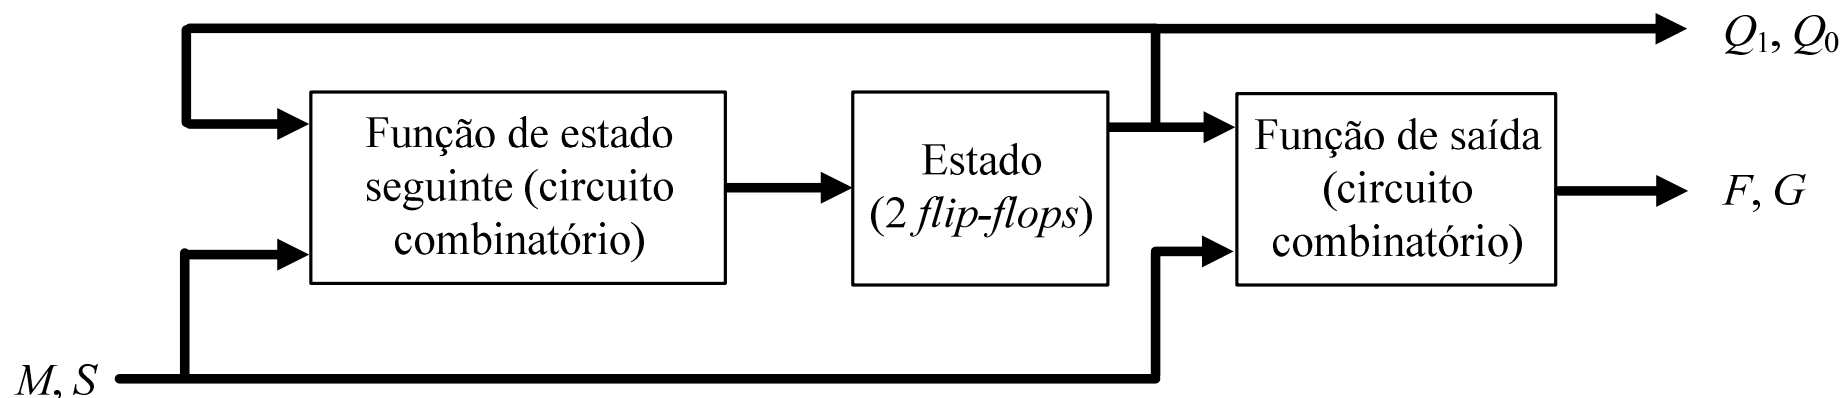 Q₁, Q₀
Função de estado
seguinte (circuito
combinatório)
Estado
(2 flip-flops)
Função de saída
(circuito
combinatório)
F, G
M, S